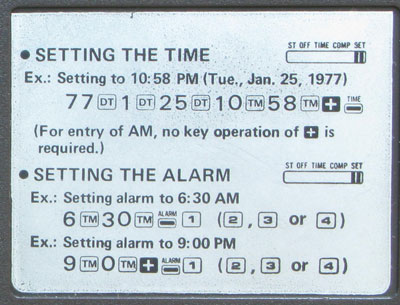 ST OFF TIME COMP SET
● SETTING THE TIME
Ex.: Setting to 10:58 PM (Tue., Jan. 25, 1977)
77 DT 1 DT 25 DT 10 TM 58 TM + TIME
(For entry of AM, no key operation of + is
required.)
ST OFF TIME COMP SET
● SETTING THE ALARM
Ex.: Setting alarm to 6:30 AM
6 TM 30 TM ALARM 1 (2, 3 or 4)
Ex.: Setting alarm to 9:00 PM
9 TM 0 TM + ALARM 1 (2, 3 or 4)